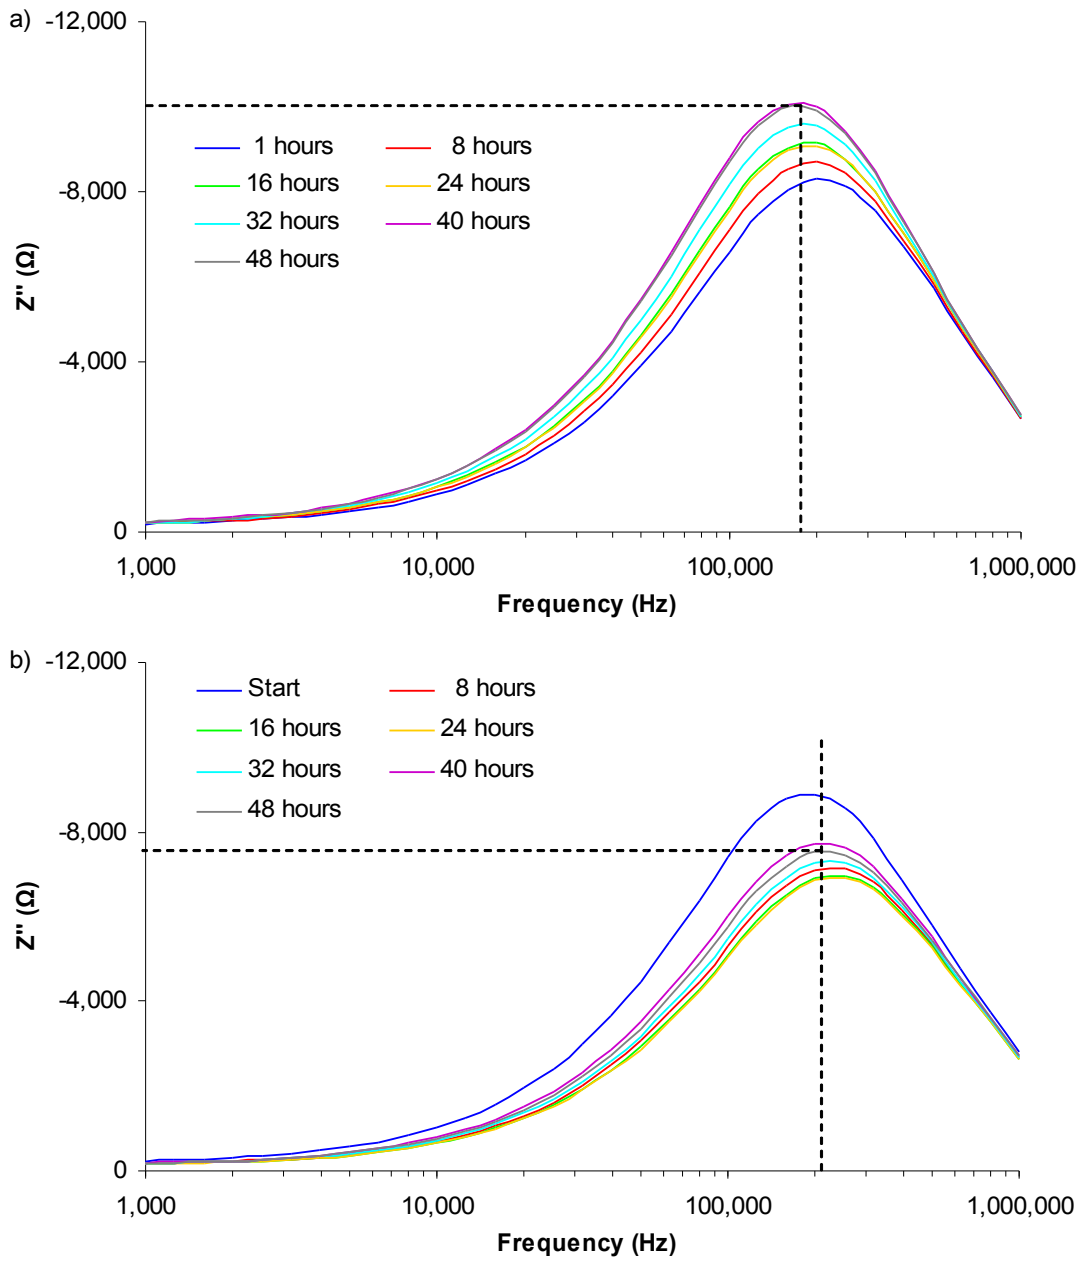 a)
-12,000
-8,000
-4,000
0
Z'' (Ω)
1 hours 8 hours
16 hours 24 hours
32 hours 40 hours
48 hours
1,000 10,000 100,000 1,000,000
Frequency (Hz)
b)
-12,000
-8,000
-4,000
0
Z'' (Ω)
Start 8 hours
16 hours 24 hours
32 hours 40 hours
48 hours
1,000 10,000 100,000 1,000,000
Frequency (Hz)